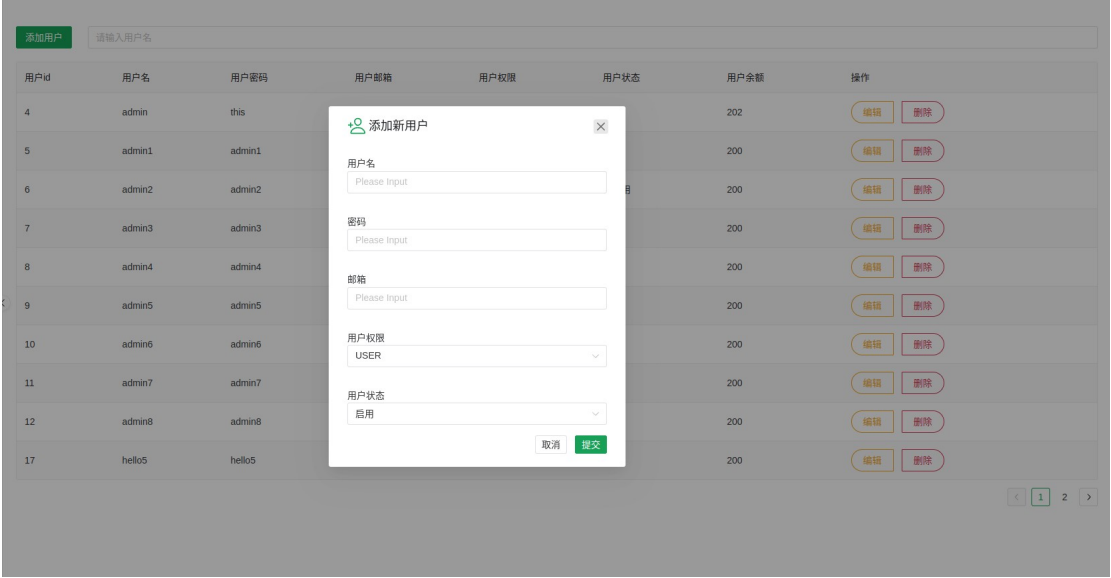 添加用户 请输入用户名
用户id 用户名 用户密码 用户邮箱 用户权限 用户状态 用户余额 操作
4 admin this 202 编辑 删除
5 admin1 admin1 200 编辑 删除
6 admin2 admin2 200 编辑 删除
7 admin3 admin3 200 编辑 删除
8 admin4 admin4 200 编辑 删除
9 admin5 admin5 200 编辑 删除
10 admin6 admin6 200 编辑 删除
11 admin7 admin7 200 编辑 删除
12 admin8 admin8 200 编辑 删除
17 hello5 hello5 200 编辑 删除
添加新用户
用户名
Please Input
密码
Please Input
邮箱
Please Input
用户权限
USER
用户状态
启用
取消 提交
1 2